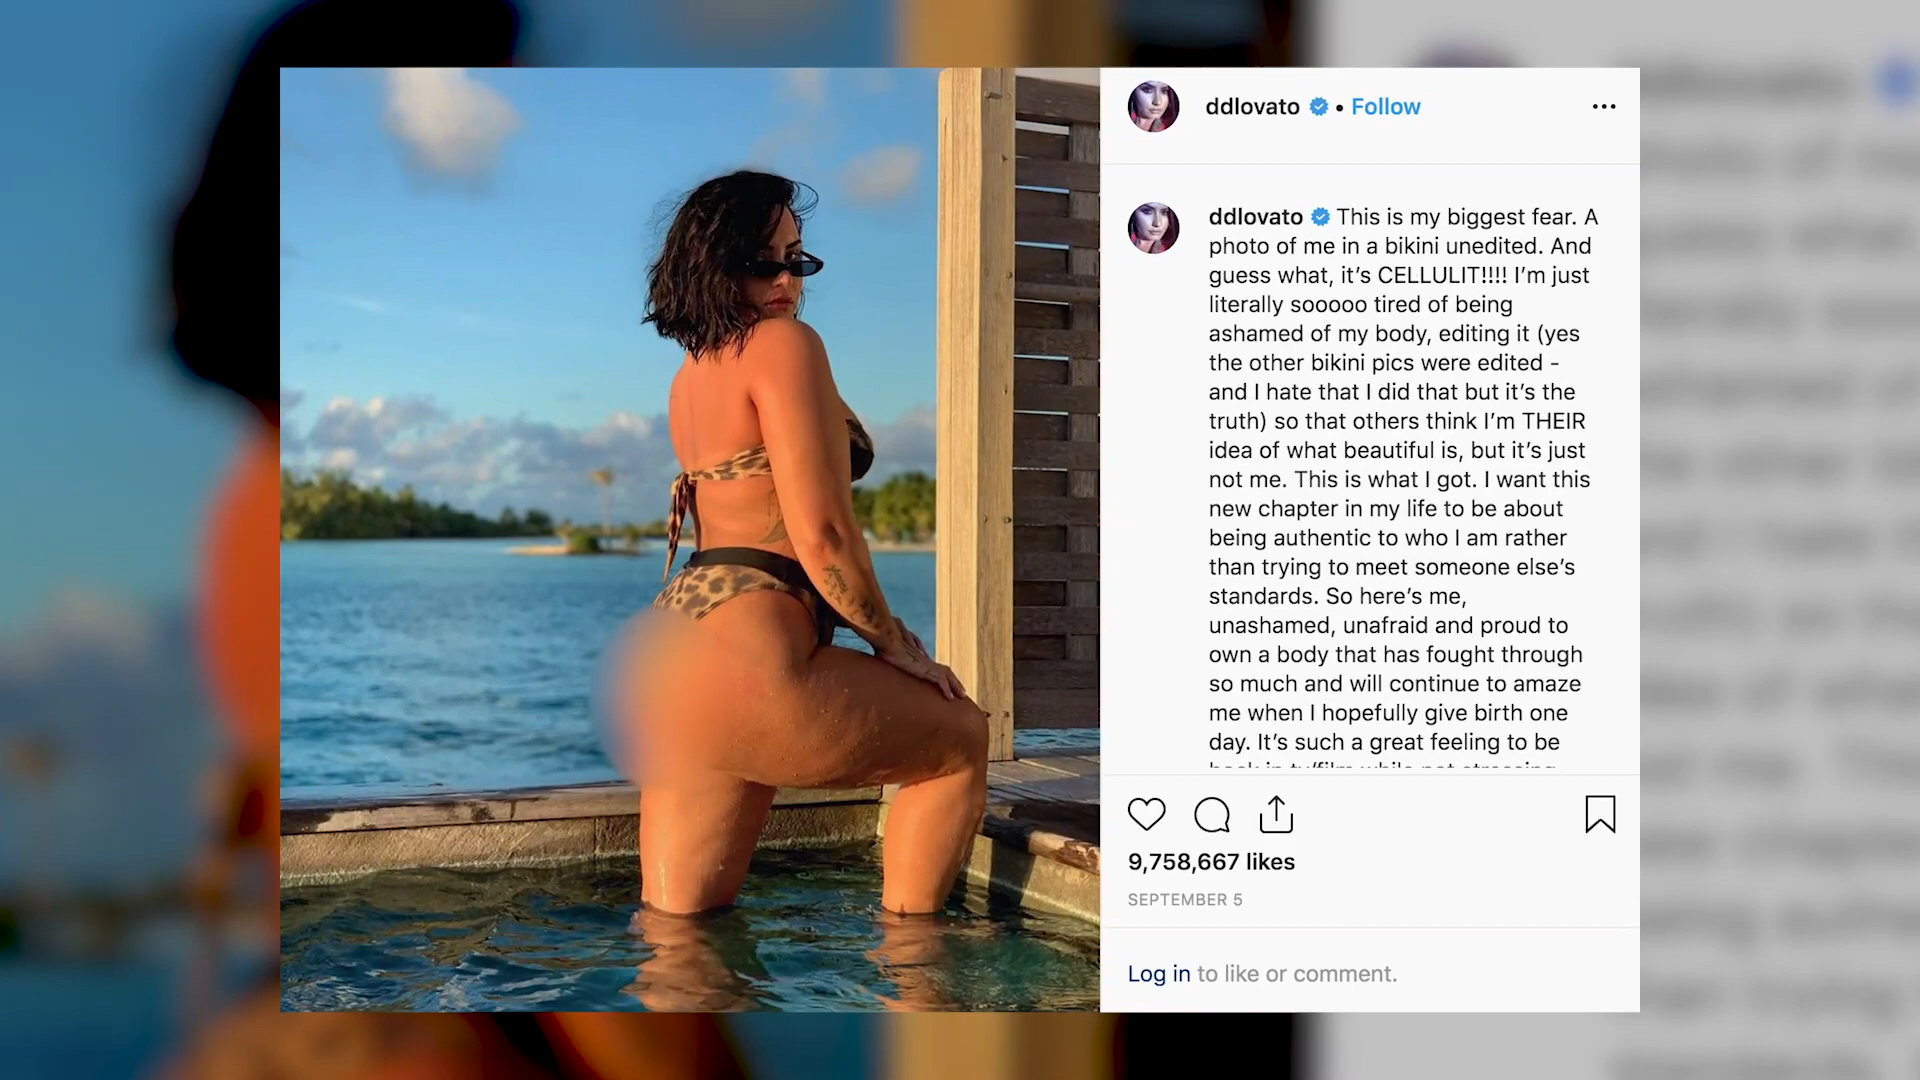 ddlovato • Follow
ddlovato This is my biggest fear. A
photo of me in a bikini unedited. And
guess what, it's CELLULIT!!!! I'm just
literally sooooo tired of being
ashamed of my body, editing it (yes
the other bikini pics were edited -
and I hate that I did that but it's the
truth) so that others think I'm THEIR
idea of what beautiful is, but it's just
not me. This is what I got. I want this
new chapter in my life to be about
being authentic to who I am rather
than trying to meet someone else's
standards. So here's me,
unashamed, unafraid and proud to
own a body that has fought through
so much and will continue to amaze
me when I hopefully give birth one
day. It's such a great feeling to be
9,758,667 likes
SEPTEMBER 5
Log in to like or comment.